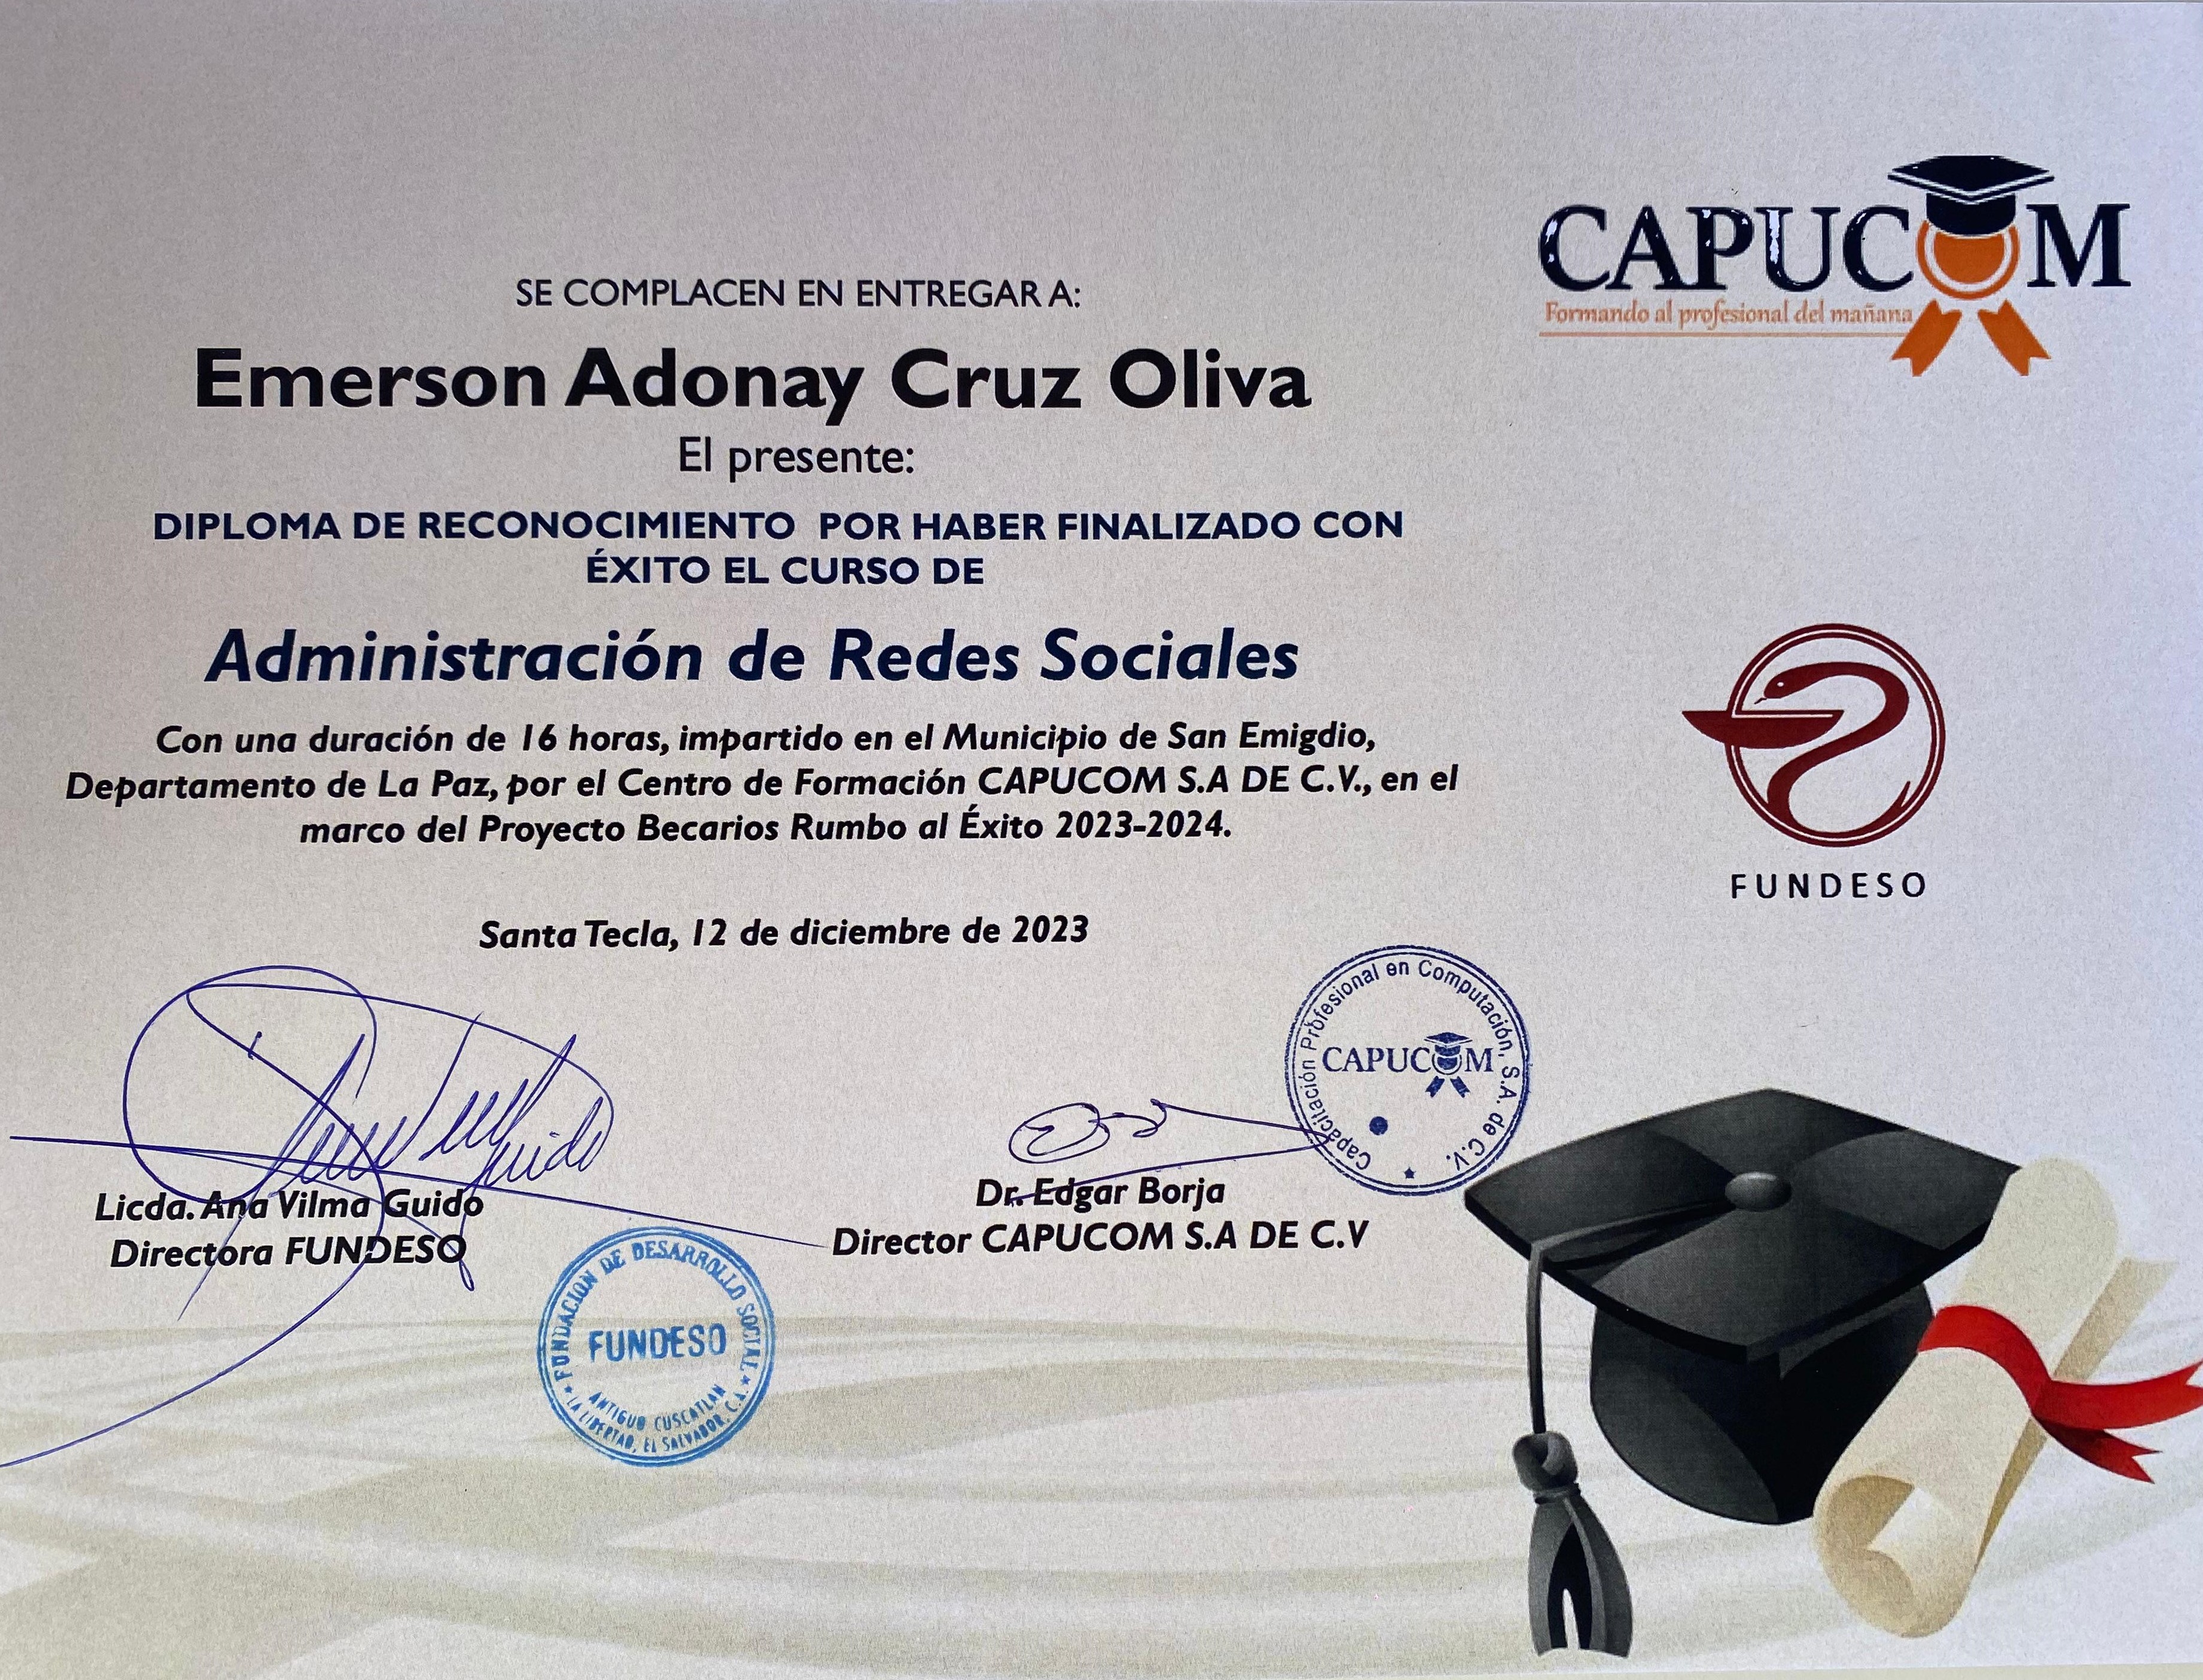 CAPUCOM
Formando al profesional del mañana
SE COMPLACEN EN ENTREGAR A:
Emerson Adonay Cruz Oliva
El presente:
DIPLOMA DE RECONOCIMIENTO POR HABER FINALIZADO CON
ÉXITO EL CURSO DE
Administración de Redes Sociales
Con una duración de 16 horas, impartido en el Municipio de San Emigdio,
Departamento de La Paz, por el Centro de Formación CAPUCOM S.A DE C.V., en el
marco del Proyecto Becarios Rumbo al Éxito 2023-2024.
FUNDESO
Santa Tecla, 12 de diciembre de 2023
Capacitación Profesional en Computación, S.A. de C.V.
CAPUCOM
Licda. Ana Vilma Guido
Directora FUNDESO
Dr. Edgar Borja
Director CAPUCOM S.A DE C.V
FUNDACION DE DESARROLLO SOCIAL
FUNDESO
ANTIGUO CUSCATLAN
LA LIBERTAD, EL SALVADOR, C.A.